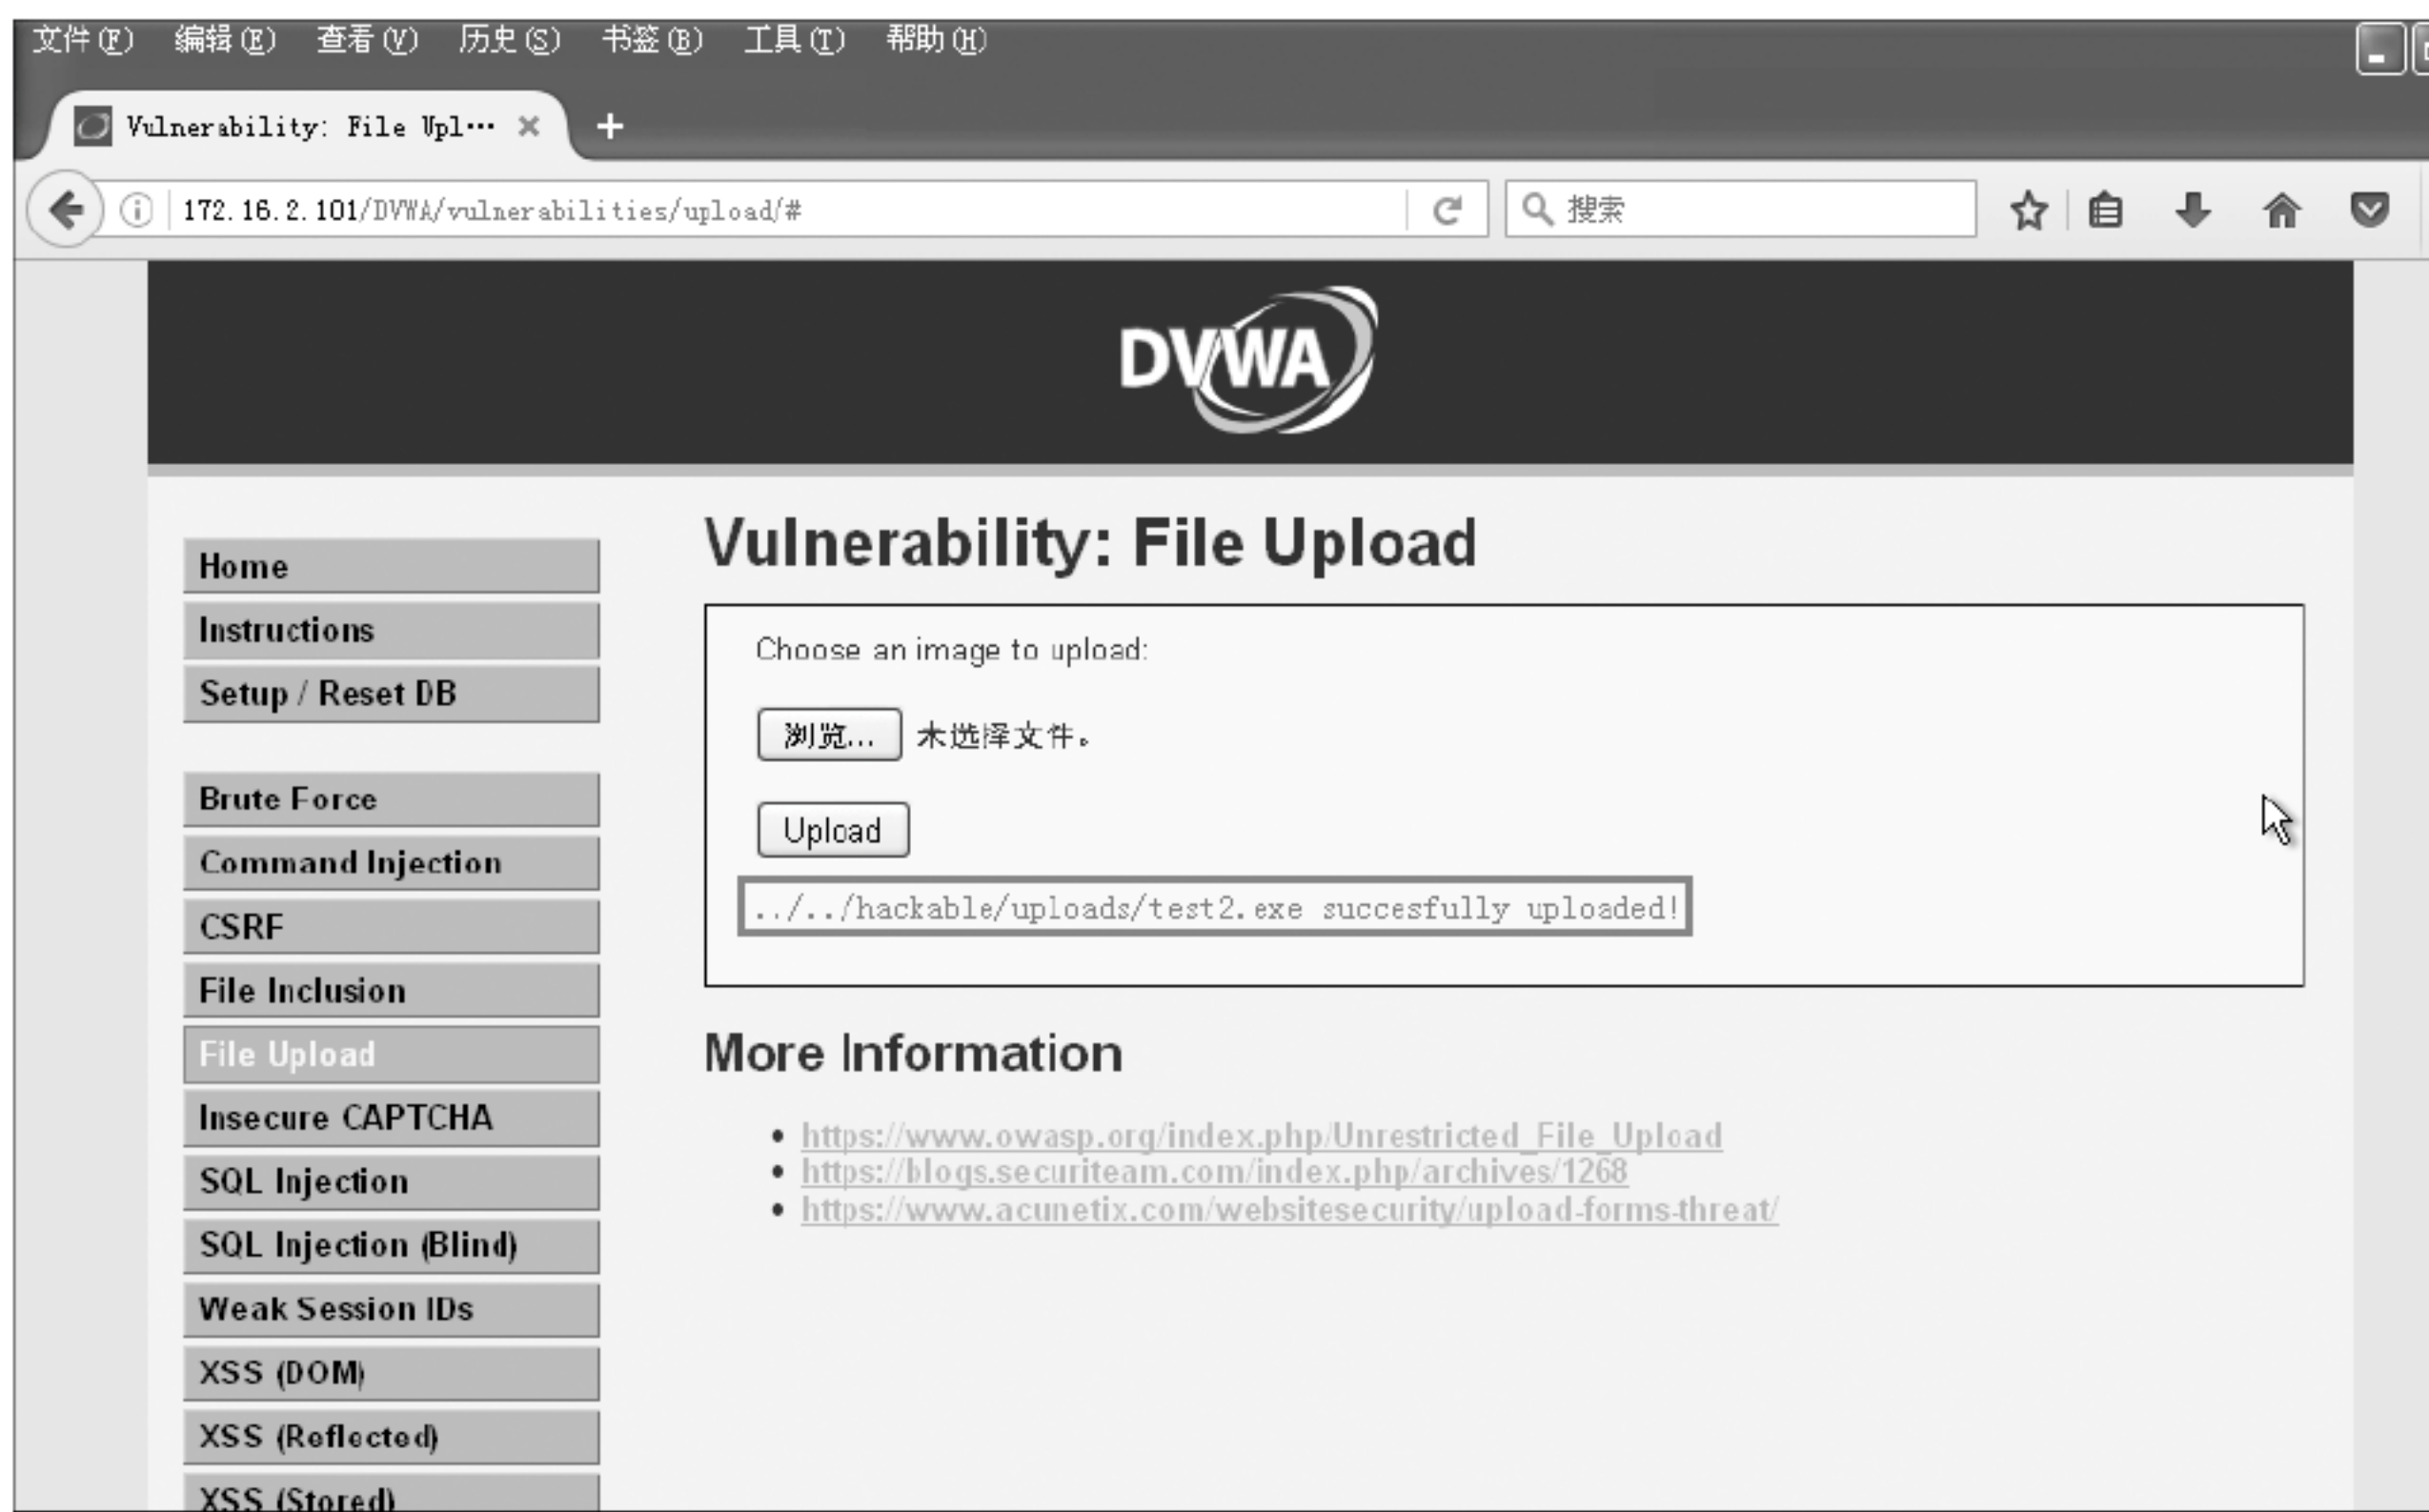 文件(F) 编辑(E) 查看(V) 历史(S) 书签(B) 工具(T) 帮助(H)
Vulnerability: File Upl…
172.16.2.101/DVWA/vulnerabilities/upload/#
搜索
DVWA
Home
Instructions
Setup / Reset DB
Brute Force
Command Injection
CSRF
File Inclusion
File Upload
Insecure CAPTCHA
SQL Injection
SQL Injection (Blind)
Weak Session IDs
XSS (DOM)
XSS (Reflected)
XSS (Stored)
Vulnerability: File Upload
Choose an image to upload:
浏览... 未选择文件。
Upload
../../hackable/uploads/test2.exe succesfully uploaded!
More Information
https://www.owasp.org/index.php/Unrestricted_File_Upload
https://blogs.securiteam.com/index.php/archives/1268
https://www.acunetix.com/websitesecurity/upload-forms-threat/